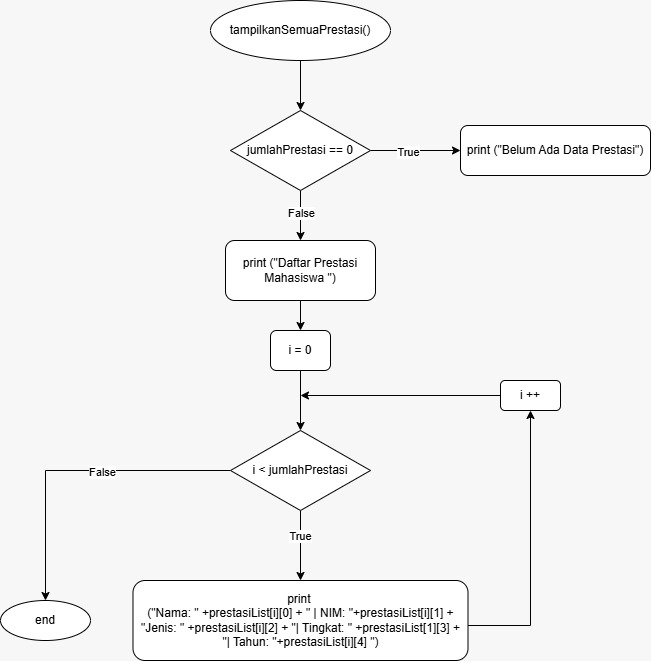 tampilkanSemuaPrestasi()
jumlahPrestasi == 0
True
print ("Belum Ada Data Prestasi")
False
print ("Daftar Prestasi
Mahasiswa ")
i = 0
i ++
i < jumlahPrestasi
False
True
print
("Nama: " +prestasiList[i][0] + " | NIM: "+prestasiList[i][1] +
"Jenis: " +prestasiList[i][2] + "| Tingkat: " +prestasiList[1][3] +
"| Tahun: "+prestasiList[i][4] ")
end